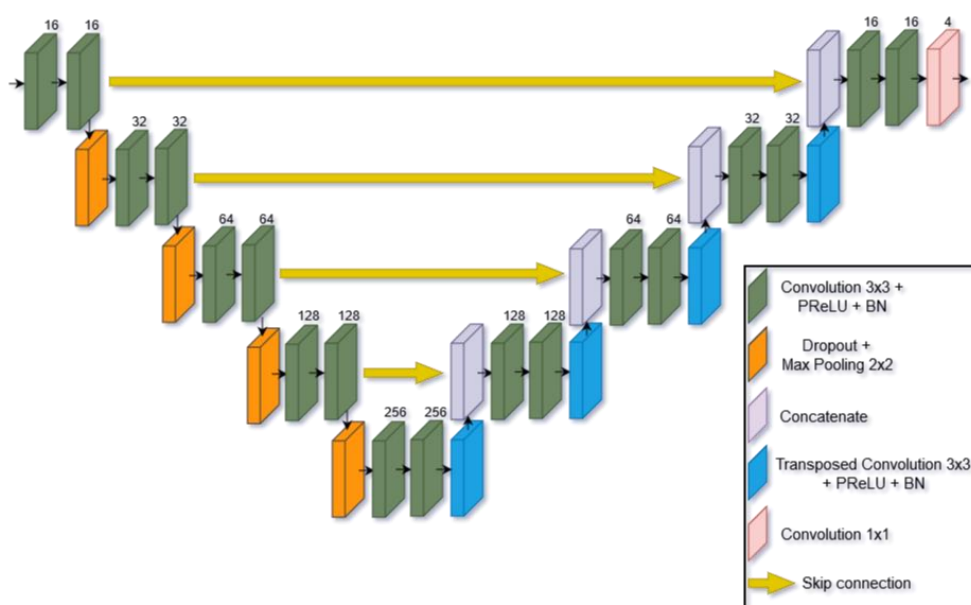 16 16 16 16 4
32 32 32 32
64 64 64 64
128 128 128 128
256 256
Convolution 3x3 +
PReLU + BN
Dropout +
Max Pooling 2x2
Concatenate
Transposed Convolution 3x3
+ PReLU + BN
Convolution 1x1
Skip connection